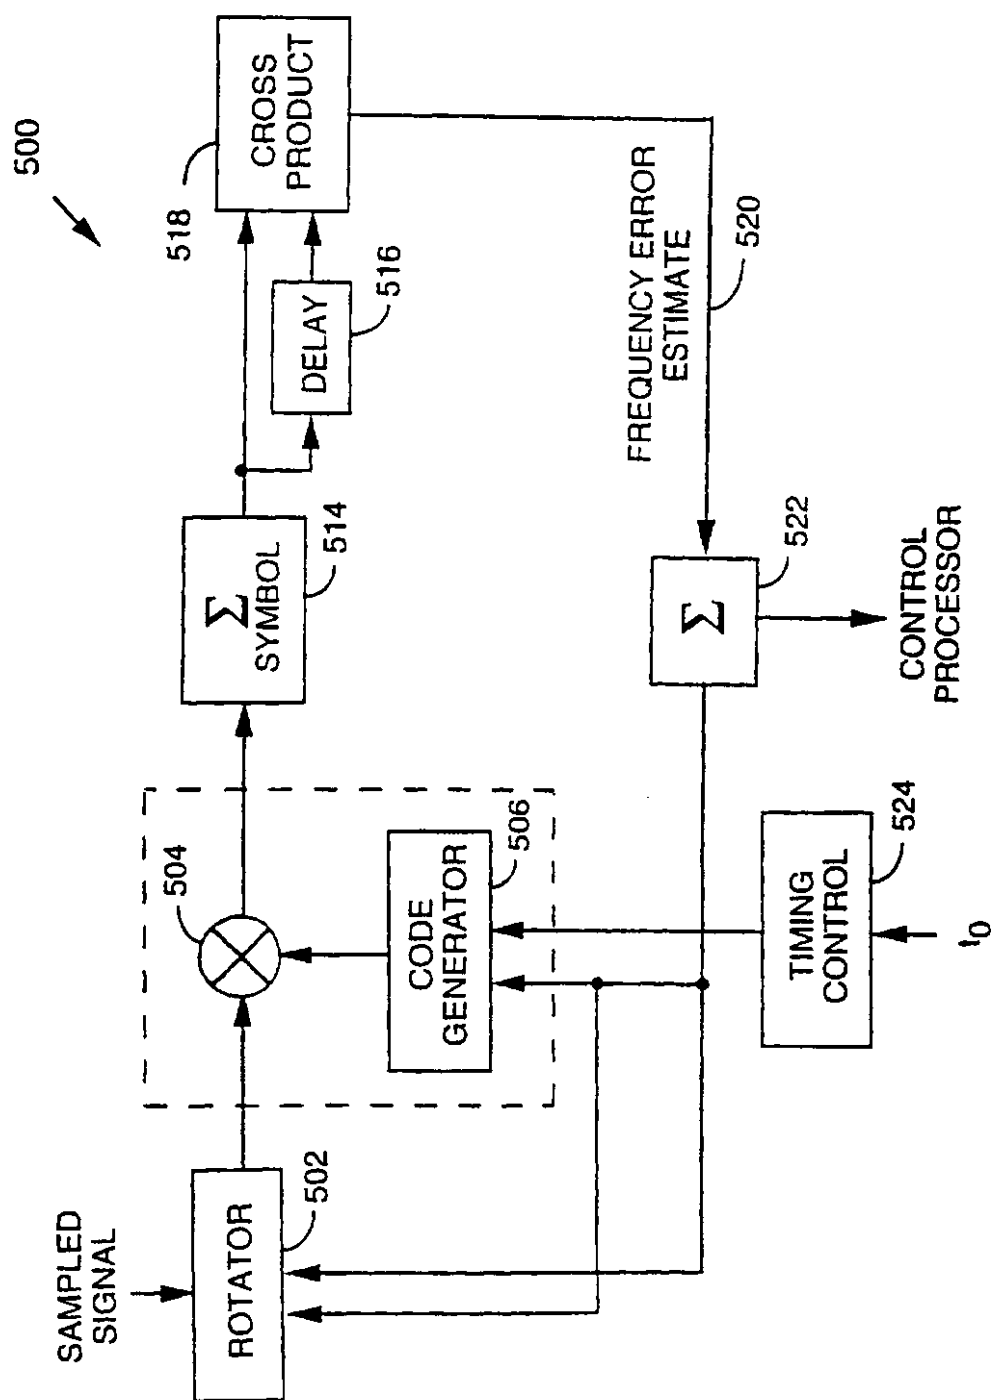 500
SAMPLED
SIGNAL
ROTATOR
502
504
CODE
GENERATOR
506
Σ
SYMBOL
514
DELAY
516
CROSS
PRODUCT
518
FREQUENCY ERROR
ESTIMATE
520
Σ
522
CONTROL
PROCESSOR
TIMING
CONTROL
524
t0